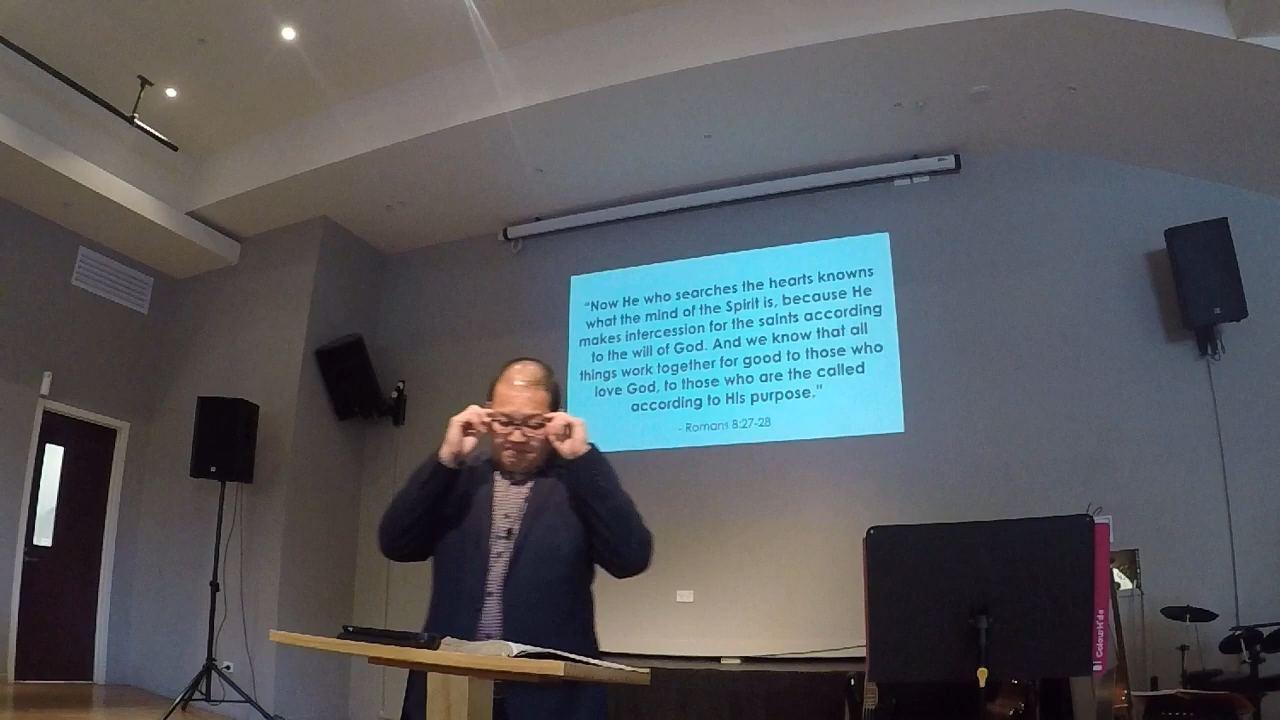 “Now He who searches the hearts knowns
what the mind of the Spirit is, because He
makes intercession for the saints according
to the will of God. And we know that all
things work together for good to those who
love God, to those who are the called
according to His purpose.”
- Romans 8:27-28
Colourhide